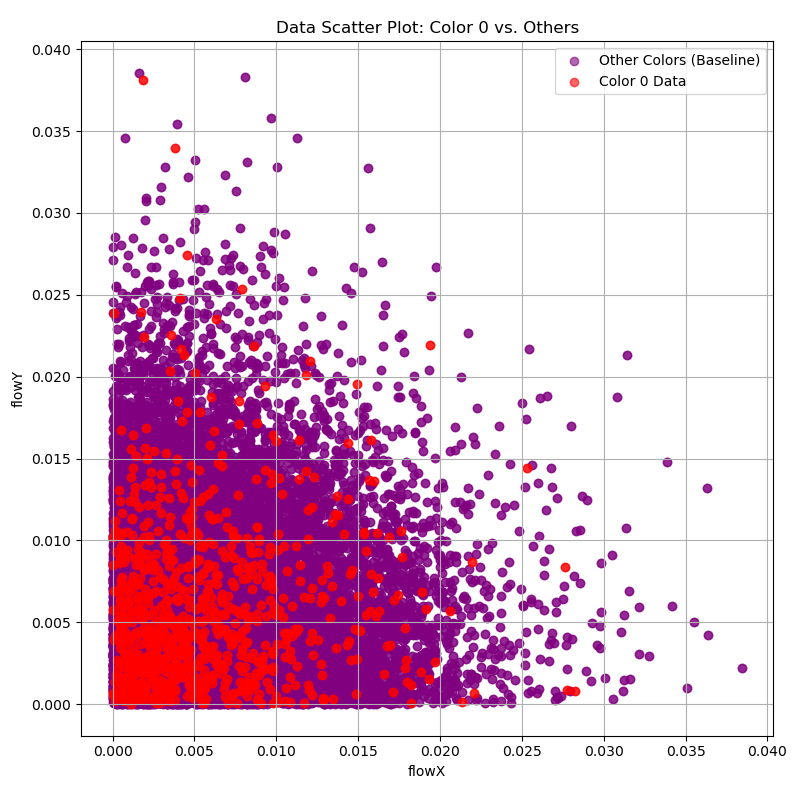 Data Scatter Plot: Color 0 vs. Others
Other Colors (Baseline)
Color 0 Data
0.040
0.035
0.030
0.025
0.020
0.015
0.010
0.005
0.000
flowY
0.000 0.005 0.010 0.015 0.020 0.025 0.030 0.035 0.040
flowX